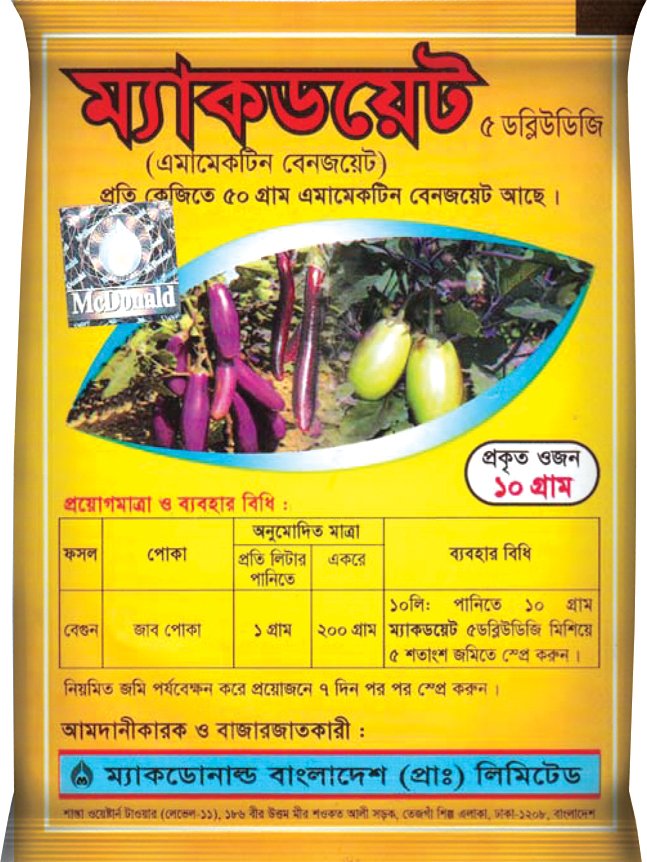 ম্যাকডয়েট ৫ ডব্লিউডিজি
(এমামেকটিন বেনজয়েট)
প্রতি কেজিতে ৫০ গ্রাম এমামেকটিন বেনজয়েট আছে।
McDonald
প্রকৃত ওজন
১০ গ্রাম
প্রয়োগমাত্রা ও ব্যবহার বিধি :
ফসল পোকা অনুমোদিত মাত্রা ব্যবহার বিধি
প্রতি লিটার পানিতে একরে
বেগুন জাব পোকা ১ গ্রাম ২০০ গ্রাম
১০লি: পানিতে ১০ গ্রাম
ম্যাকডয়েট ৫ডব্লিউডিজি মিশিয়ে
৫ শতাংশ জমিতে স্প্রে করুন।
নিয়মিত জমি পর্যবেক্ষন করে প্রয়োজনে ৭ দিন পর পর স্প্রে করুন।
আমদানীকারক ও বাজারজাতকারী :
ম্যাকডোনাল্ড বাংলাদেশ (প্রাঃ) লিমিটেড
শান্তা ওয়েষ্টার্ন টাওয়ার (লেভেল-১১), ১৮৬ বীর উত্তম মীর শওকত আলী সড়ক, তেজগাঁ শিল্প এলাকা, ঢাকা-১২০৮, বাংলাদেশ